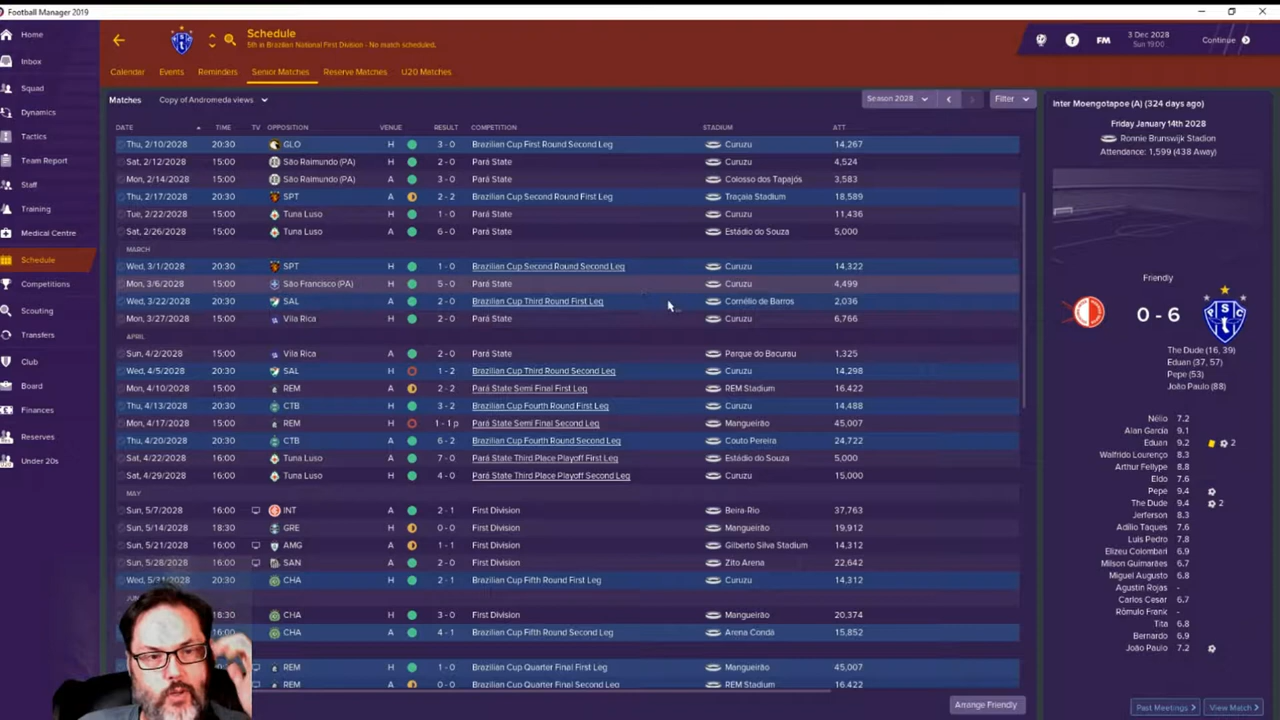 Football Manager 2019
Home
Inbox
Squad
Dynamics
Tactics
Team Report
Staff
Training
Medical Centre
Schedule
Competitions
Scouting
Transfers
Club
Board
Finances
Reserves
Under 20s
Schedule
5th in Brazilian National First Division - No match scheduled.
? FM 3 Dec 2028 Sun 19:00 Continue
Calendar Events Reminders Senior Matches Reserve Matches U20 Matches
Matches Copy of Andromeda views Season 2028 Filter
DATE TIME TV OPPOSITION VENUE RESULT COMPETITION STADIUM ATT
Thu, 2/10/2028 20:30 GLO H 3 - 0 Brazilian Cup First Round Second Leg Curuzu 14,267
Sat, 2/12/2028 15:00 São Raimundo (PA) H 2 - 0 Pará State Curuzu 4,524
Mon, 2/14/2028 15:00 São Raimundo (PA) A 3 - 0 Pará State Colosso dos Tapajós 3,583
Thu, 2/17/2028 20:30 SPT A 2 - 2 Brazilian Cup Second Round First Leg Traçaia Stadium 18,589
Tue, 2/22/2028 15:00 Tuna Luso H 1 - 0 Pará State Curuzu 11,436
Sat, 2/26/2028 15:00 Tuna Luso A 6 - 0 Pará State Estádio do Souza 5,000
MARCH
Wed, 3/1/2028 20:30 SPT H 1 - 0 Brazilian Cup Second Round Second Leg Curuzu 14,322
Mon, 3/6/2028 15:00 São Francisco (PA) H 5 - 0 Pará State Curuzu 4,499
Wed, 3/22/2028 20:30 SAL A 2 - 0 Brazilian Cup Third Round First Leg Cornélio de Barros 2,036
Mon, 3/27/2028 15:00 Vila Rica H 2 - 0 Pará State Curuzu 6,766
APRIL
Sun, 4/2/2028 15:00 Vila Rica A 2 - 0 Pará State Parque do Bacurau 1,325
Wed, 4/5/2028 20:30 SAL H 1 - 2 Brazilian Cup Third Round Second Leg Curuzu 14,298
Mon, 4/10/2028 15:00 REM A 2 - 2 Pará State Semi Final First Leg REM Stadium 16,422
Thu, 4/13/2028 20:30 CTB H 3 - 2 Brazilian Cup Fourth Round First Leg Curuzu 14,488
Mon, 4/17/2028 15:00 REM H 1 - 1 p Pará State Semi Final Second Leg Mangueirão 45,007
Thu, 4/20/2028 20:30 CTB A 6 - 2 Brazilian Cup Fourth Round Second Leg Couto Pereira 24,722
Sat, 4/22/2028 16:00 Tuna Luso A 7 - 0 Pará State Third Place Playoff First Leg Estádio do Souza 5,000
Sat, 4/29/2028 16:00 Tuna Luso H 4 - 0 Pará State Third Place Playoff Second Leg Curuzu 15,000
MAY
Sun, 5/7/2028 16:00 INT A 2 - 1 First Division Beira-Rio 37,763
Sun, 5/14/2028 18:30 GRE H 0 - 0 First Division Mangueirão 19,912
Sun, 5/21/2028 16:00 AMG A 1 - 1 First Division Gilberto Silva Stadium 14,312
Sun, 5/28/2028 16:00 SAN A 2 - 0 First Division Zito Arena 22,642
Wed, 5/31/2028 20:30 CHA H 2 - 1 Brazilian Cup Fifth Round First Leg Curuzu 14,312
18:30 CHA H 3 - 0 First Division Mangueirão 20,374
16:00 CHA A 4 - 1 Brazilian Cup Fifth Round Second Leg Arena Condá 15,852
REM H 1 - 0 Brazilian Cup Quarter Final First Leg Mangueirão 45,007
REM A 0 - 0 Brazilian Cup Quarter Final Second Leg REM Stadium 16,422
Arrange Friendly
Inter Moengotapoe (A) (324 days ago)
Friday January 14th 2028
Ronnie Brunswijk Stadion
Attendance: 1,599 (438 Away)
Friendly
0 - 6
PSC
The Dude (16, 39)
Eduan (37, 57)
Pepe (53)
João Paulo (88)
Nélio 7.2
Alan Garcia 9.1
Eduan 9.2 2
Walfrido Lourenço 8.3
Arthur Fellype 8.8
Eldo 7.6
Pepe 9.4
The Dude 9.4 2
Jerferson 8.3
Adílio Taques 7.6
Luis Pedro 7.8
Elizeu Colombari 6.9
Milson Guimarães 6.7
Miguel Augusto 6.8
Agustín Rojas -
Carlos Cesar 6.7
Rômulo Frank -
Tita 6.8
Bernardo 6.9
João Paulo 7.2
Past Meetings > View Match >